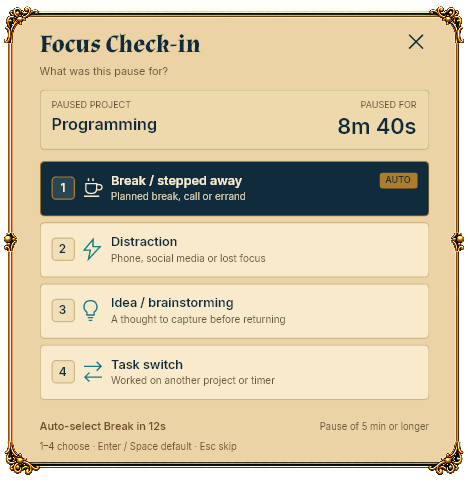 Focus Check-in
What was this pause for?
PAUSED PROJECT
PAUSED FOR
Programming
8m 40s
1
Break / stepped away
AUTO
Planned break, call or errand
2
Distraction
Phone, social media or lost focus
3
Idea / brainstorming
A thought to capture before returning
4
Task switch
Worked on another project or timer
Auto-select Break in 12s
Pause of 5 min or longer
1–4 choose · Enter / Space default · Esc skip